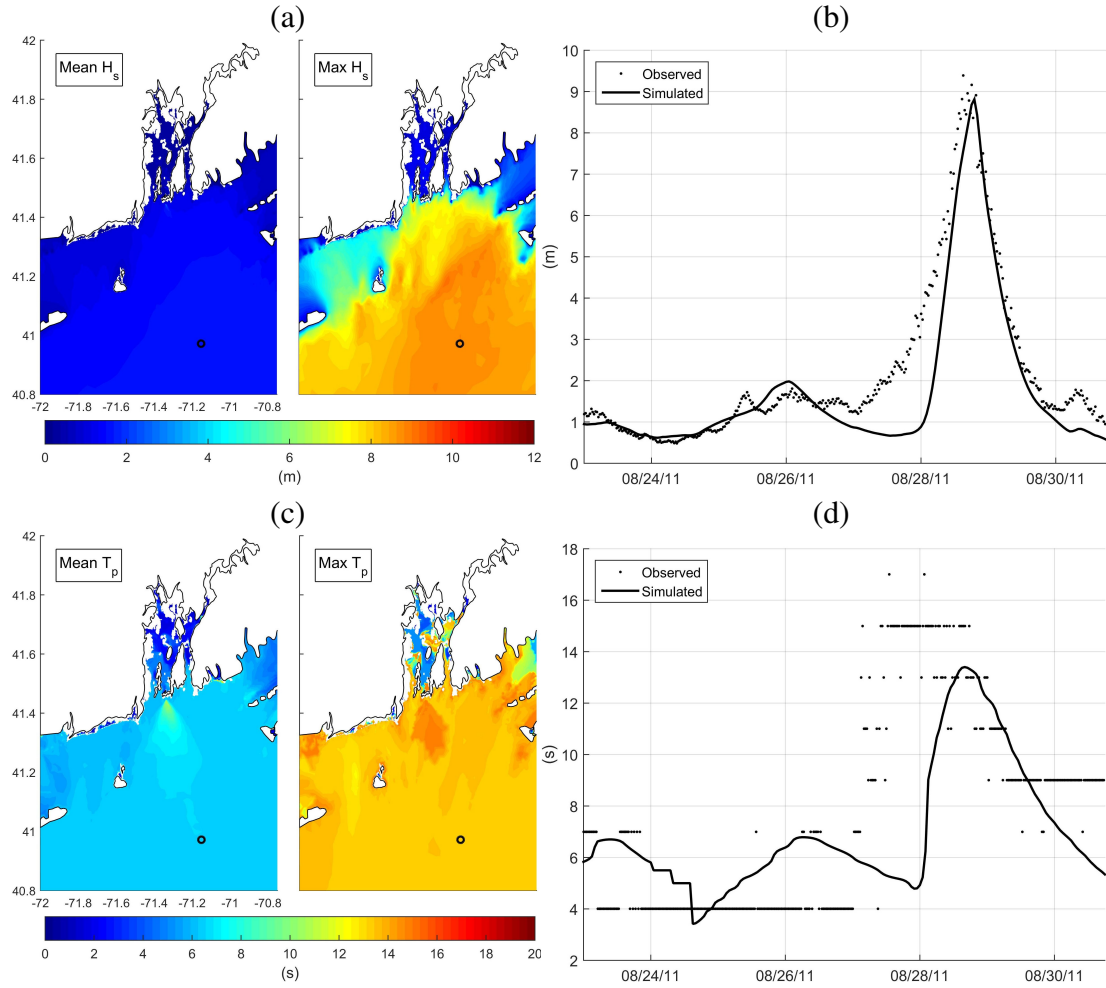 (a)
(b)
42
41.8
41.6
41.4
41.2
41
40.8
Mean H_s
Max H_s
-72 -71.8 -71.6 -71.4 -71.2 -71 -70.8
0 2 4 6 8 10 12
(m)
10
9
8
7
6
5
4
3
2
1
0
(m)
Observed
Simulated
08/24/11 08/26/11 08/28/11 08/30/11
(c)
(d)
42
41.8
41.6
41.4
41.2
41
40.8
Mean T_p
Max T_p
-72 -71.8 -71.6 -71.4 -71.2 -71 -70.8
0 2 4 6 8 10 12 14 16 18 20
(s)
18
16
14
12
10
8
6
4
2
(s)
Observed
Simulated
08/24/11 08/26/11 08/28/11 08/30/11